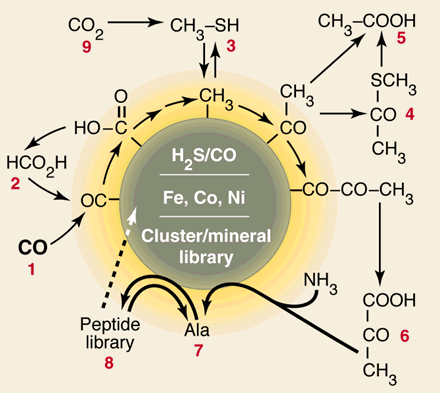 CO2
9
CH3–SH
3
CH3–COOH
5
SCH3
CO 4
CH3
O
HO–C
CH3
CH3
CO
HCO2H
2
OC
CO
1
H2S/CO
Fe, Co, Ni
Cluster/mineral
library
CO–CO–CH3
NH3
COOH
CO 6
CH3
Peptide
library
8
Ala
7